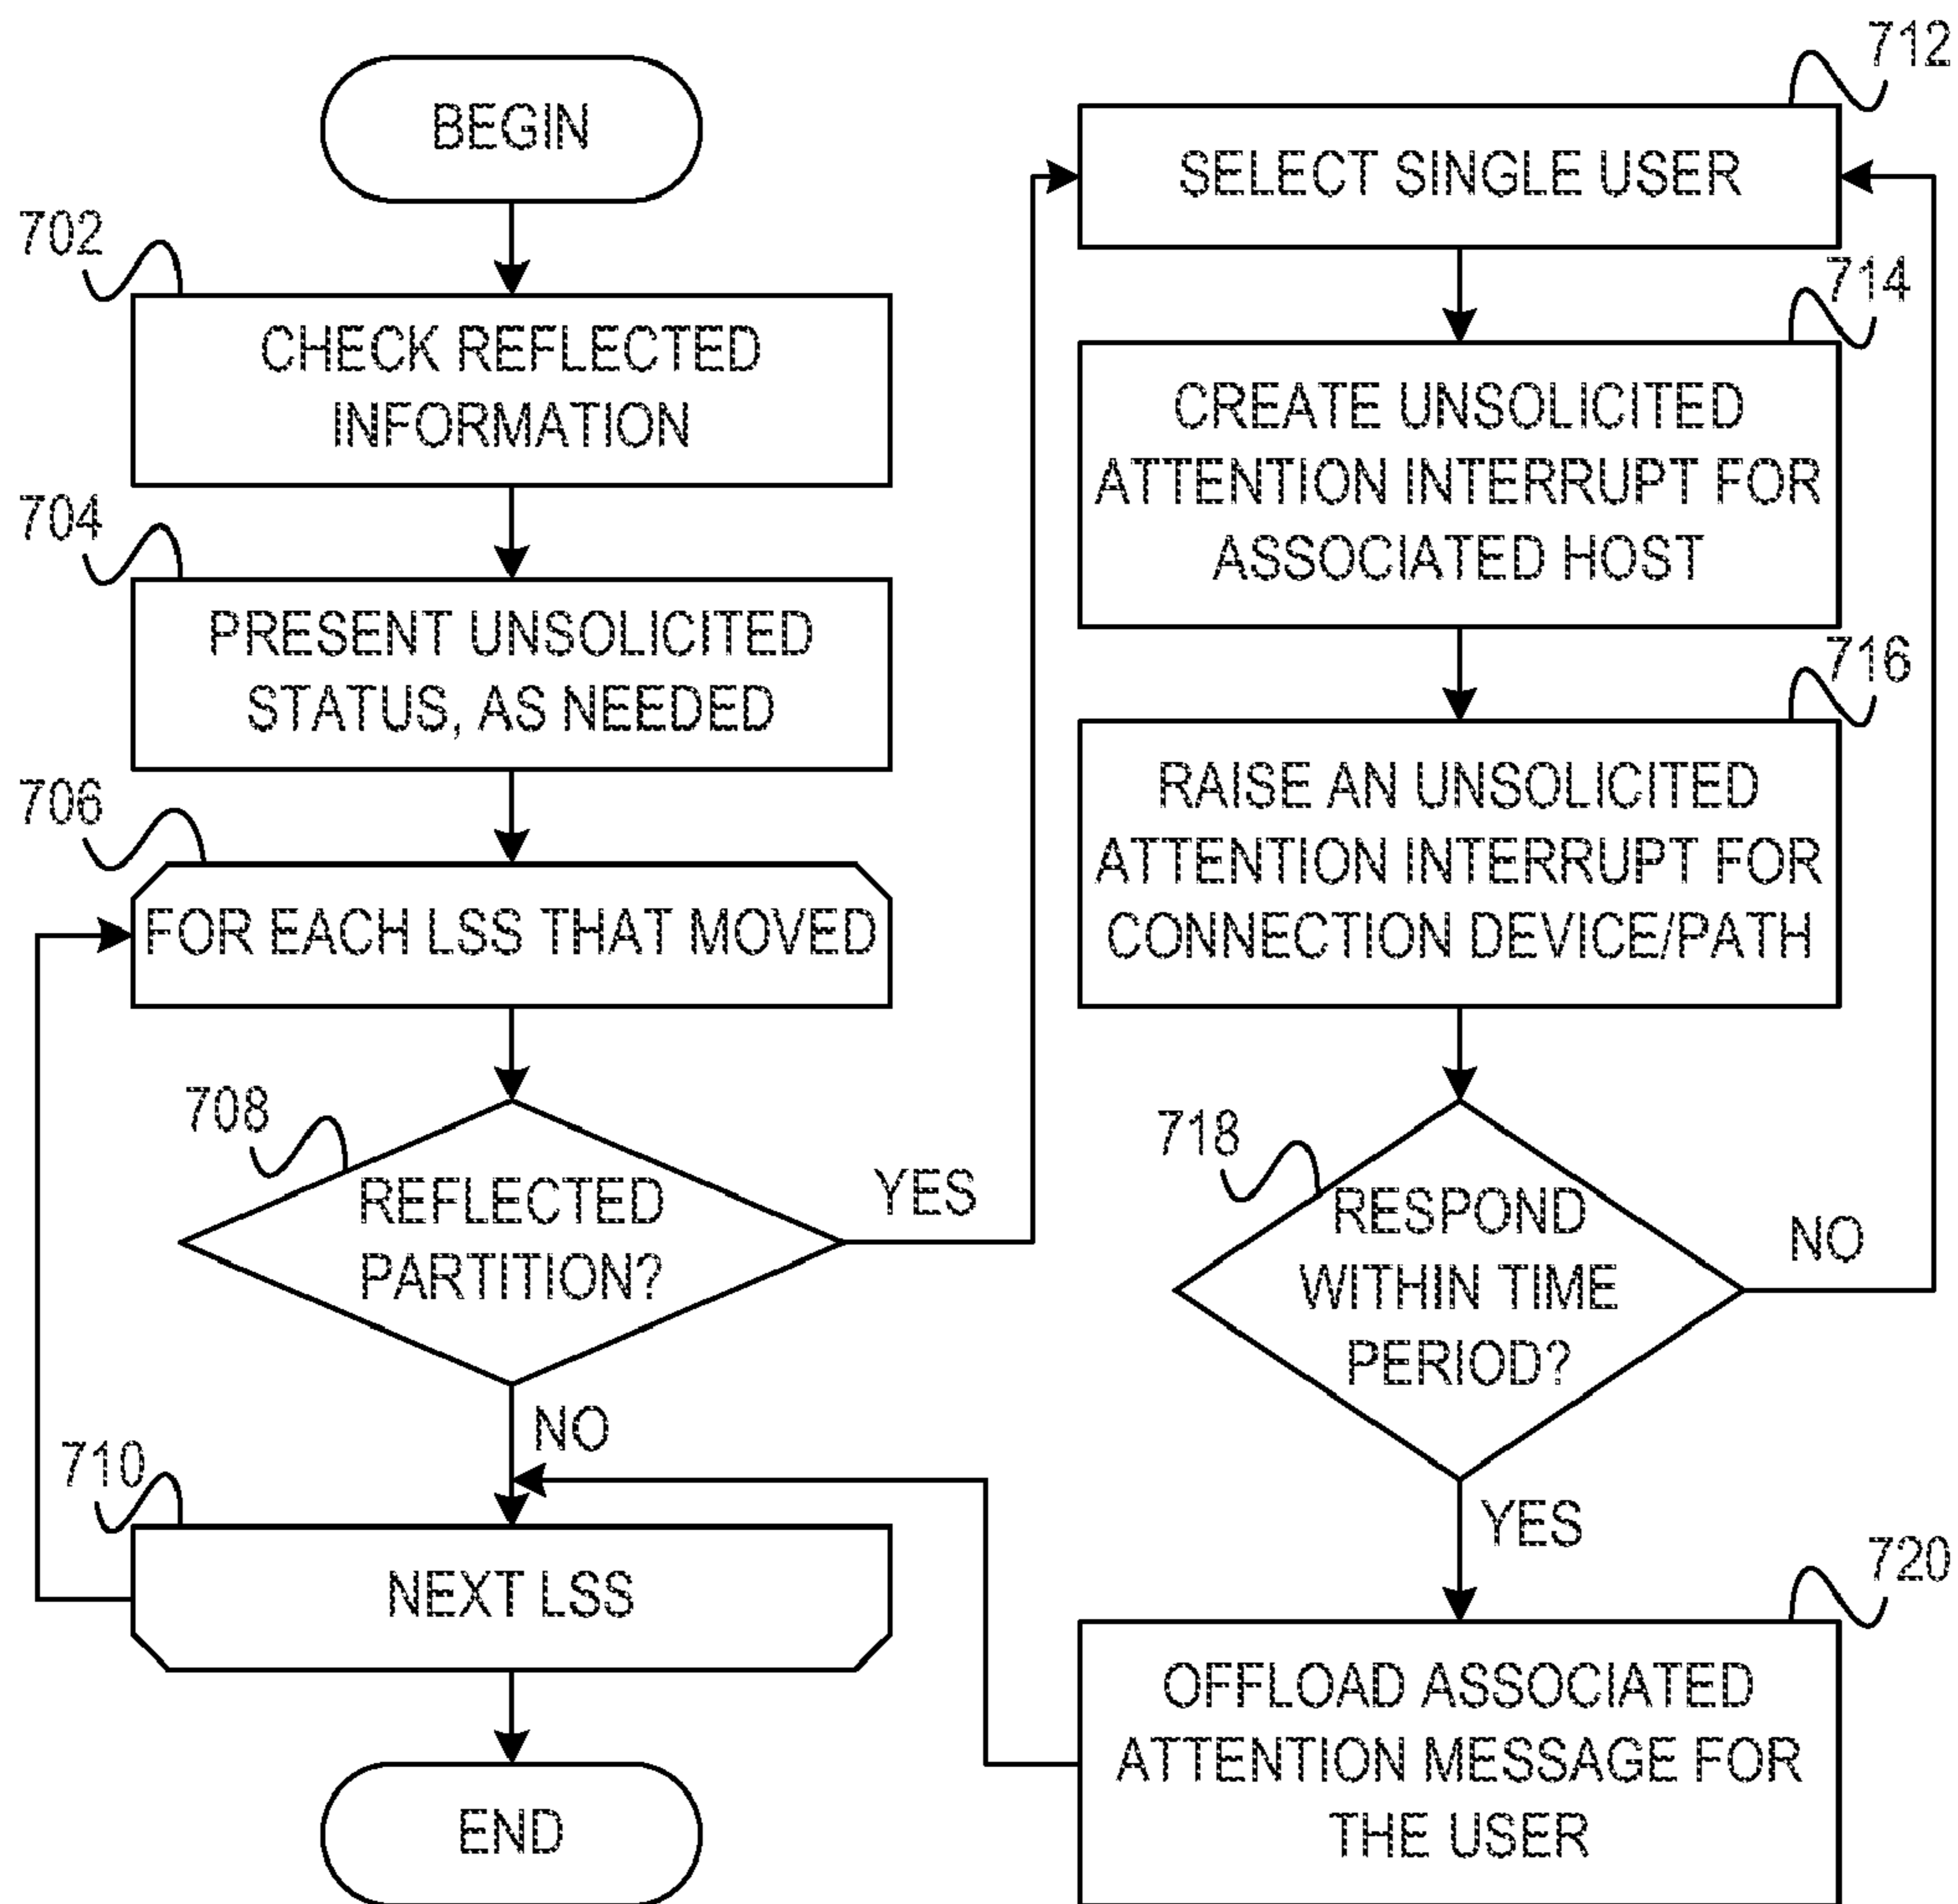 BEGIN
702
CHECK REFLECTED
INFORMATION
704
PRESENT UNSOLICITED
STATUS, AS NEEDED
706
FOR EACH LSS THAT MOVED
708
REFLECTED
PARTITION?
YES
NO
710
NEXT LSS
END
712
SELECT SINGLE USER
714
CREATE UNSOLICITED
ATTENTION INTERRUPT FOR
ASSOCIATED HOST
716
RAISE AN UNSOLICITED
ATTENTION INTERRUPT FOR
CONNECTION DEVICE/PATH
718
RESPOND
WITHIN TIME
PERIOD?
NO
YES
720
OFFLOAD ASSOCIATED
ATTENTION MESSAGE FOR
THE USER